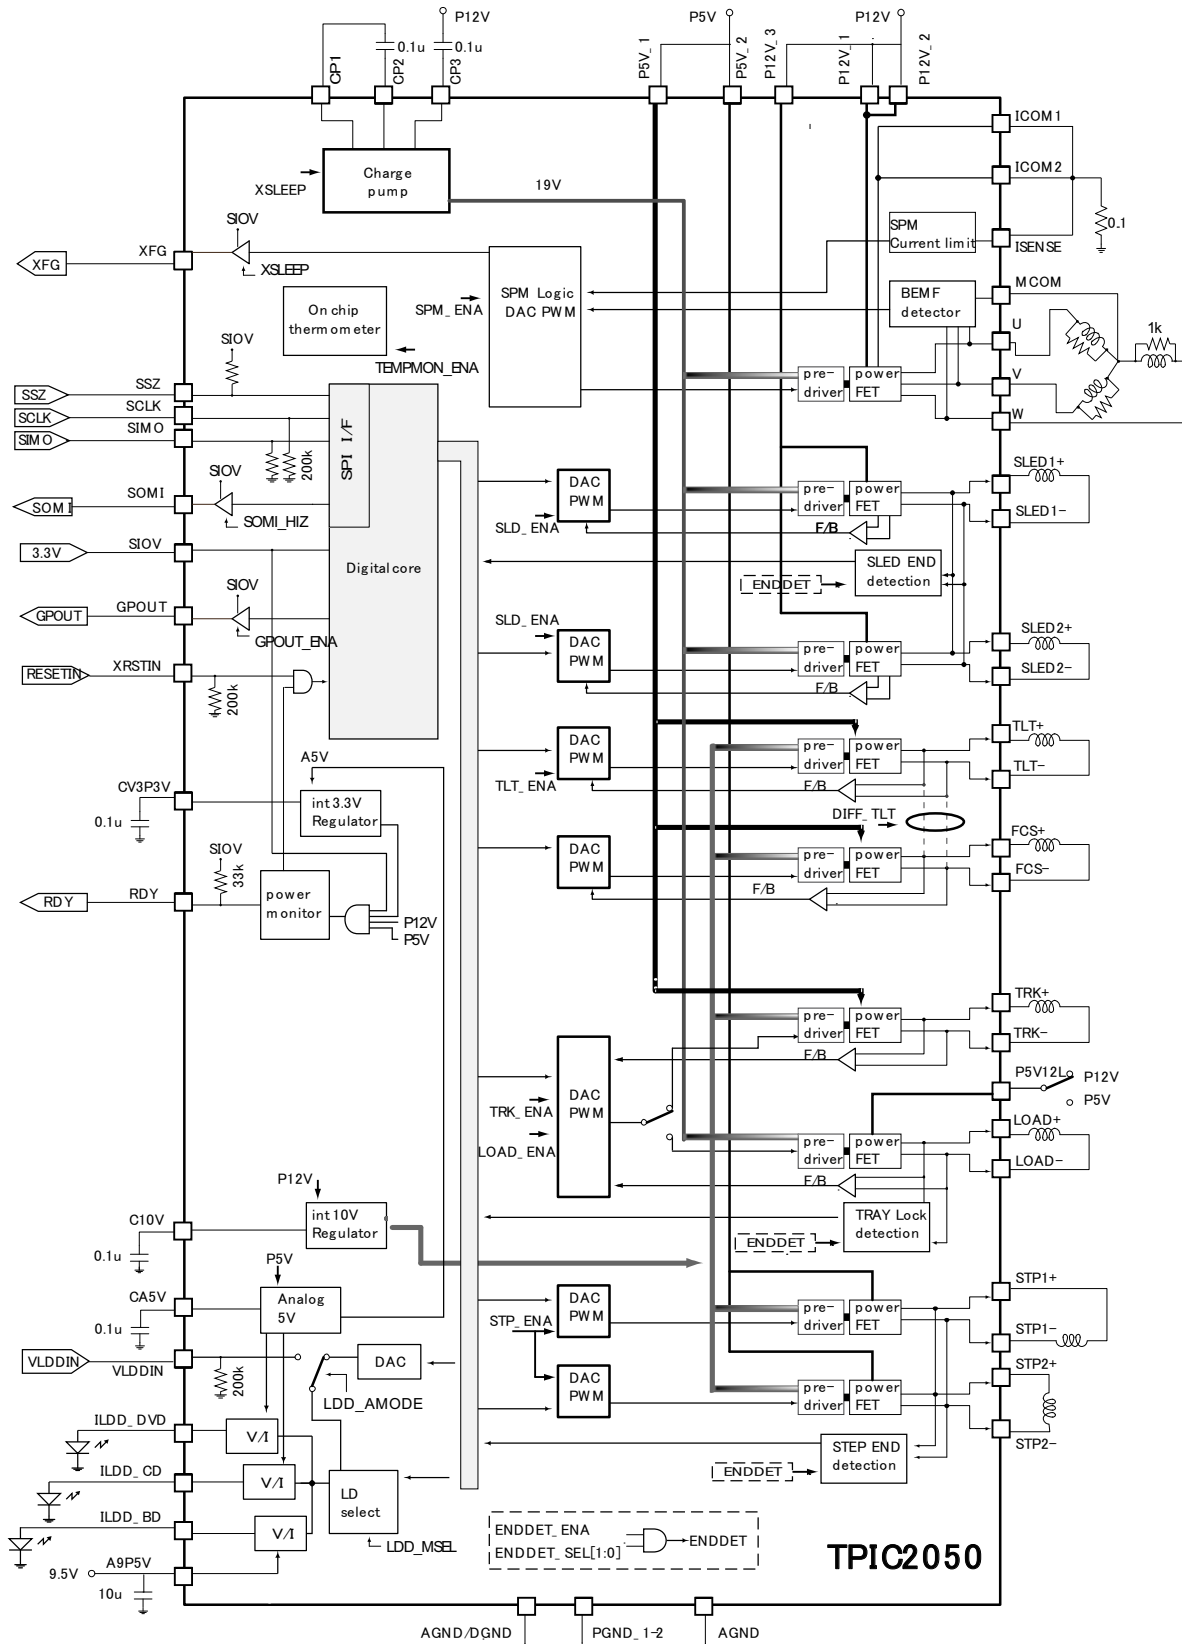 P12V
P5V
P12V
0.1u
0.1u
CP1
CP2
CP3
P5V_1
P5V_2
P12V_3
P12V_1
P12V_2
ICOM1
Charge
pump
XSLEEP
19V
ICOM2
SIOV
SPM
Current limit
0.1
ISENSE
XFG
XFG
XSLEEP
SPM Logic
DAC PWM
SPM_ENA
BEMF
detector
MCOM
On chip
thermometer
U
1k
SIOV
TEMPMON_ENA
pre-
driver
power
FET
V
SSZ
SSZ
SCLK
SCLK
SIMO
SIMO
W
200k
SPI I/F
SIOV
SOMI
SOMI
SOMI_HIZ
DAC
PWM
SLD_ENA
pre-
driver
power
FET
F/B
SLED1+
SLED1-
3.3V
SIOV
Digital core
SLED END
detection
ENDDET
SIOV
GPOUT
GPOUT
GPOUT_ENA
SLD_ENA
DAC
PWM
pre-
driver
power
FET
F/B
SLED2+
SLED2-
RESETIN
XRSTIN
200k
DAC
PWM
TLT_ENA
pre-
driver
power
FET
F/B
TLT+
TLT-
A5V
CV3P3V
0.1u
int 3.3V
Regulator
DIFF_TLT
SIOV
33k
DAC
PWM
pre-
driver
power
FET
F/B
FCS+
FCS-
RDY
RDY
power
monitor
P12V
P5V
pre-
driver
power
FET
F/B
TRK+
TRK-
DAC
PWM
TRK_ENA
LOAD_ENA
P5V12L
P12V
P5V
pre-
driver
power
FET
F/B
LOAD+
LOAD-
P12V
C10V
0.1u
int 10V
Regulator
TRAY Lock
detection
ENDDET
P5V
CA5V
0.1u
Analog
5V
STP_ENA
DAC
PWM
pre-
driver
power
FET
STP1+
STP1-
VLDDIN
VLDDIN
200k
DAC
LDD_AMODE
DAC
PWM
pre-
driver
power
FET
STP2+
STP2-
ILDD_DVD
V/I
STEP END
detection
ENDDET
ILDD_CD
V/I
LD
select
ILDD_BD
V/I
LDD_MSEL
ENDDET_ENA
ENDDET_SEL[1:0]
ENDDET
TPIC2050
9.5V
A9P5V
10u
AGND/DGND
PGND_1-2
AGND